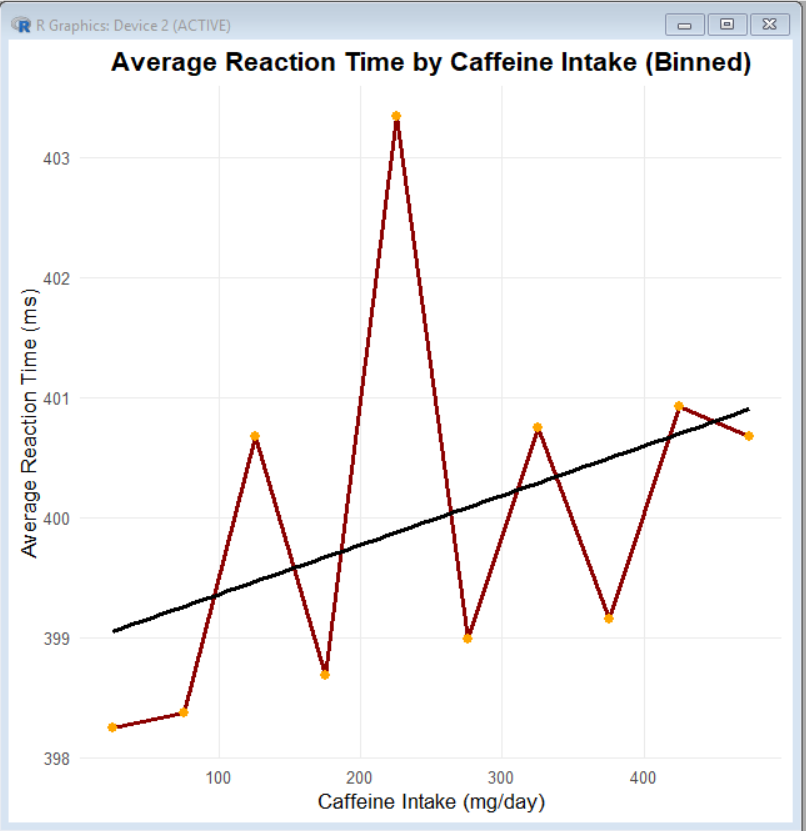 R Graphics: Device 2 (ACTIVE)
Average Reaction Time by Caffeine Intake (Binned)
Average Reaction Time (ms)
403
402
401
400
399
398
100 200 300 400
Caffeine Intake (mg/day)